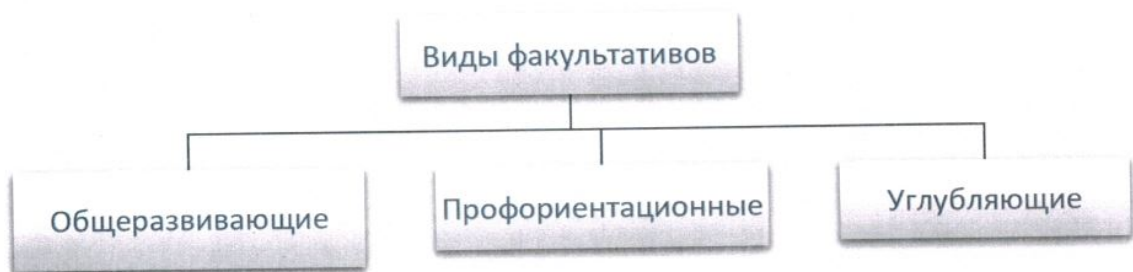 Виды факультативов
Общеразвивающие
Профориентационные
Углубляющие